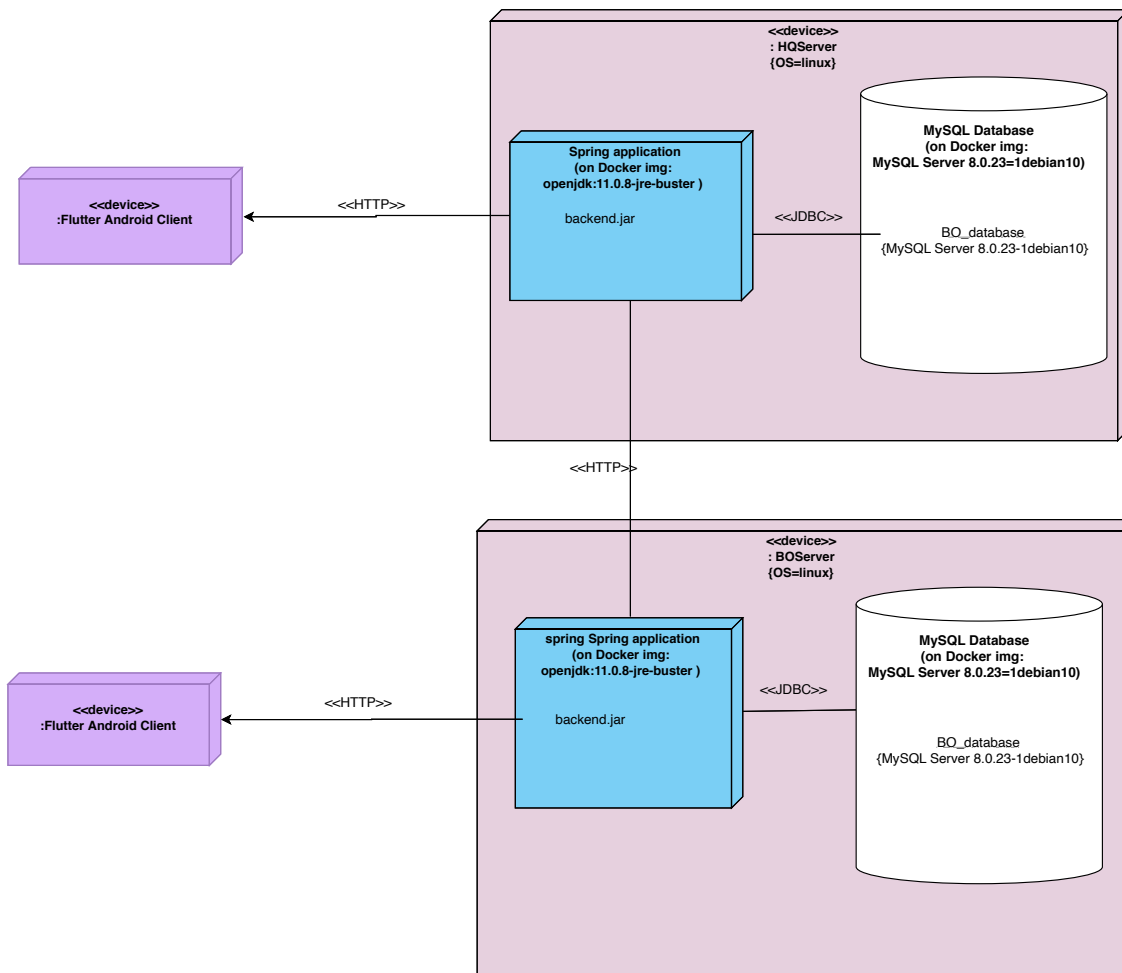 <<device>>
: HQServer
{OS=linux}
MySQL Database
(on Docker img:
MySQL Server 8.0.23=1debian10)
Spring application
(on Docker img:
openjdk:11.0.8-jre-buster )
<<device>>
:Flutter Android Client
<<HTTP>>
backend.jar
<<JDBC>>
BO_database
{MySQL Server 8.0.23-1debian10}
<<HTTP>>
<<device>>
: BOServer
{OS=linux}
spring Spring application
(on Docker img:
openjdk:11.0.8-jre-buster )
MySQL Database
(on Docker img:
MySQL Server 8.0.23=1debian10)
<<device>>
:Flutter Android Client
<<HTTP>>
backend.jar
<<JDBC>>
BO_database
{MySQL Server 8.0.23-1debian10}